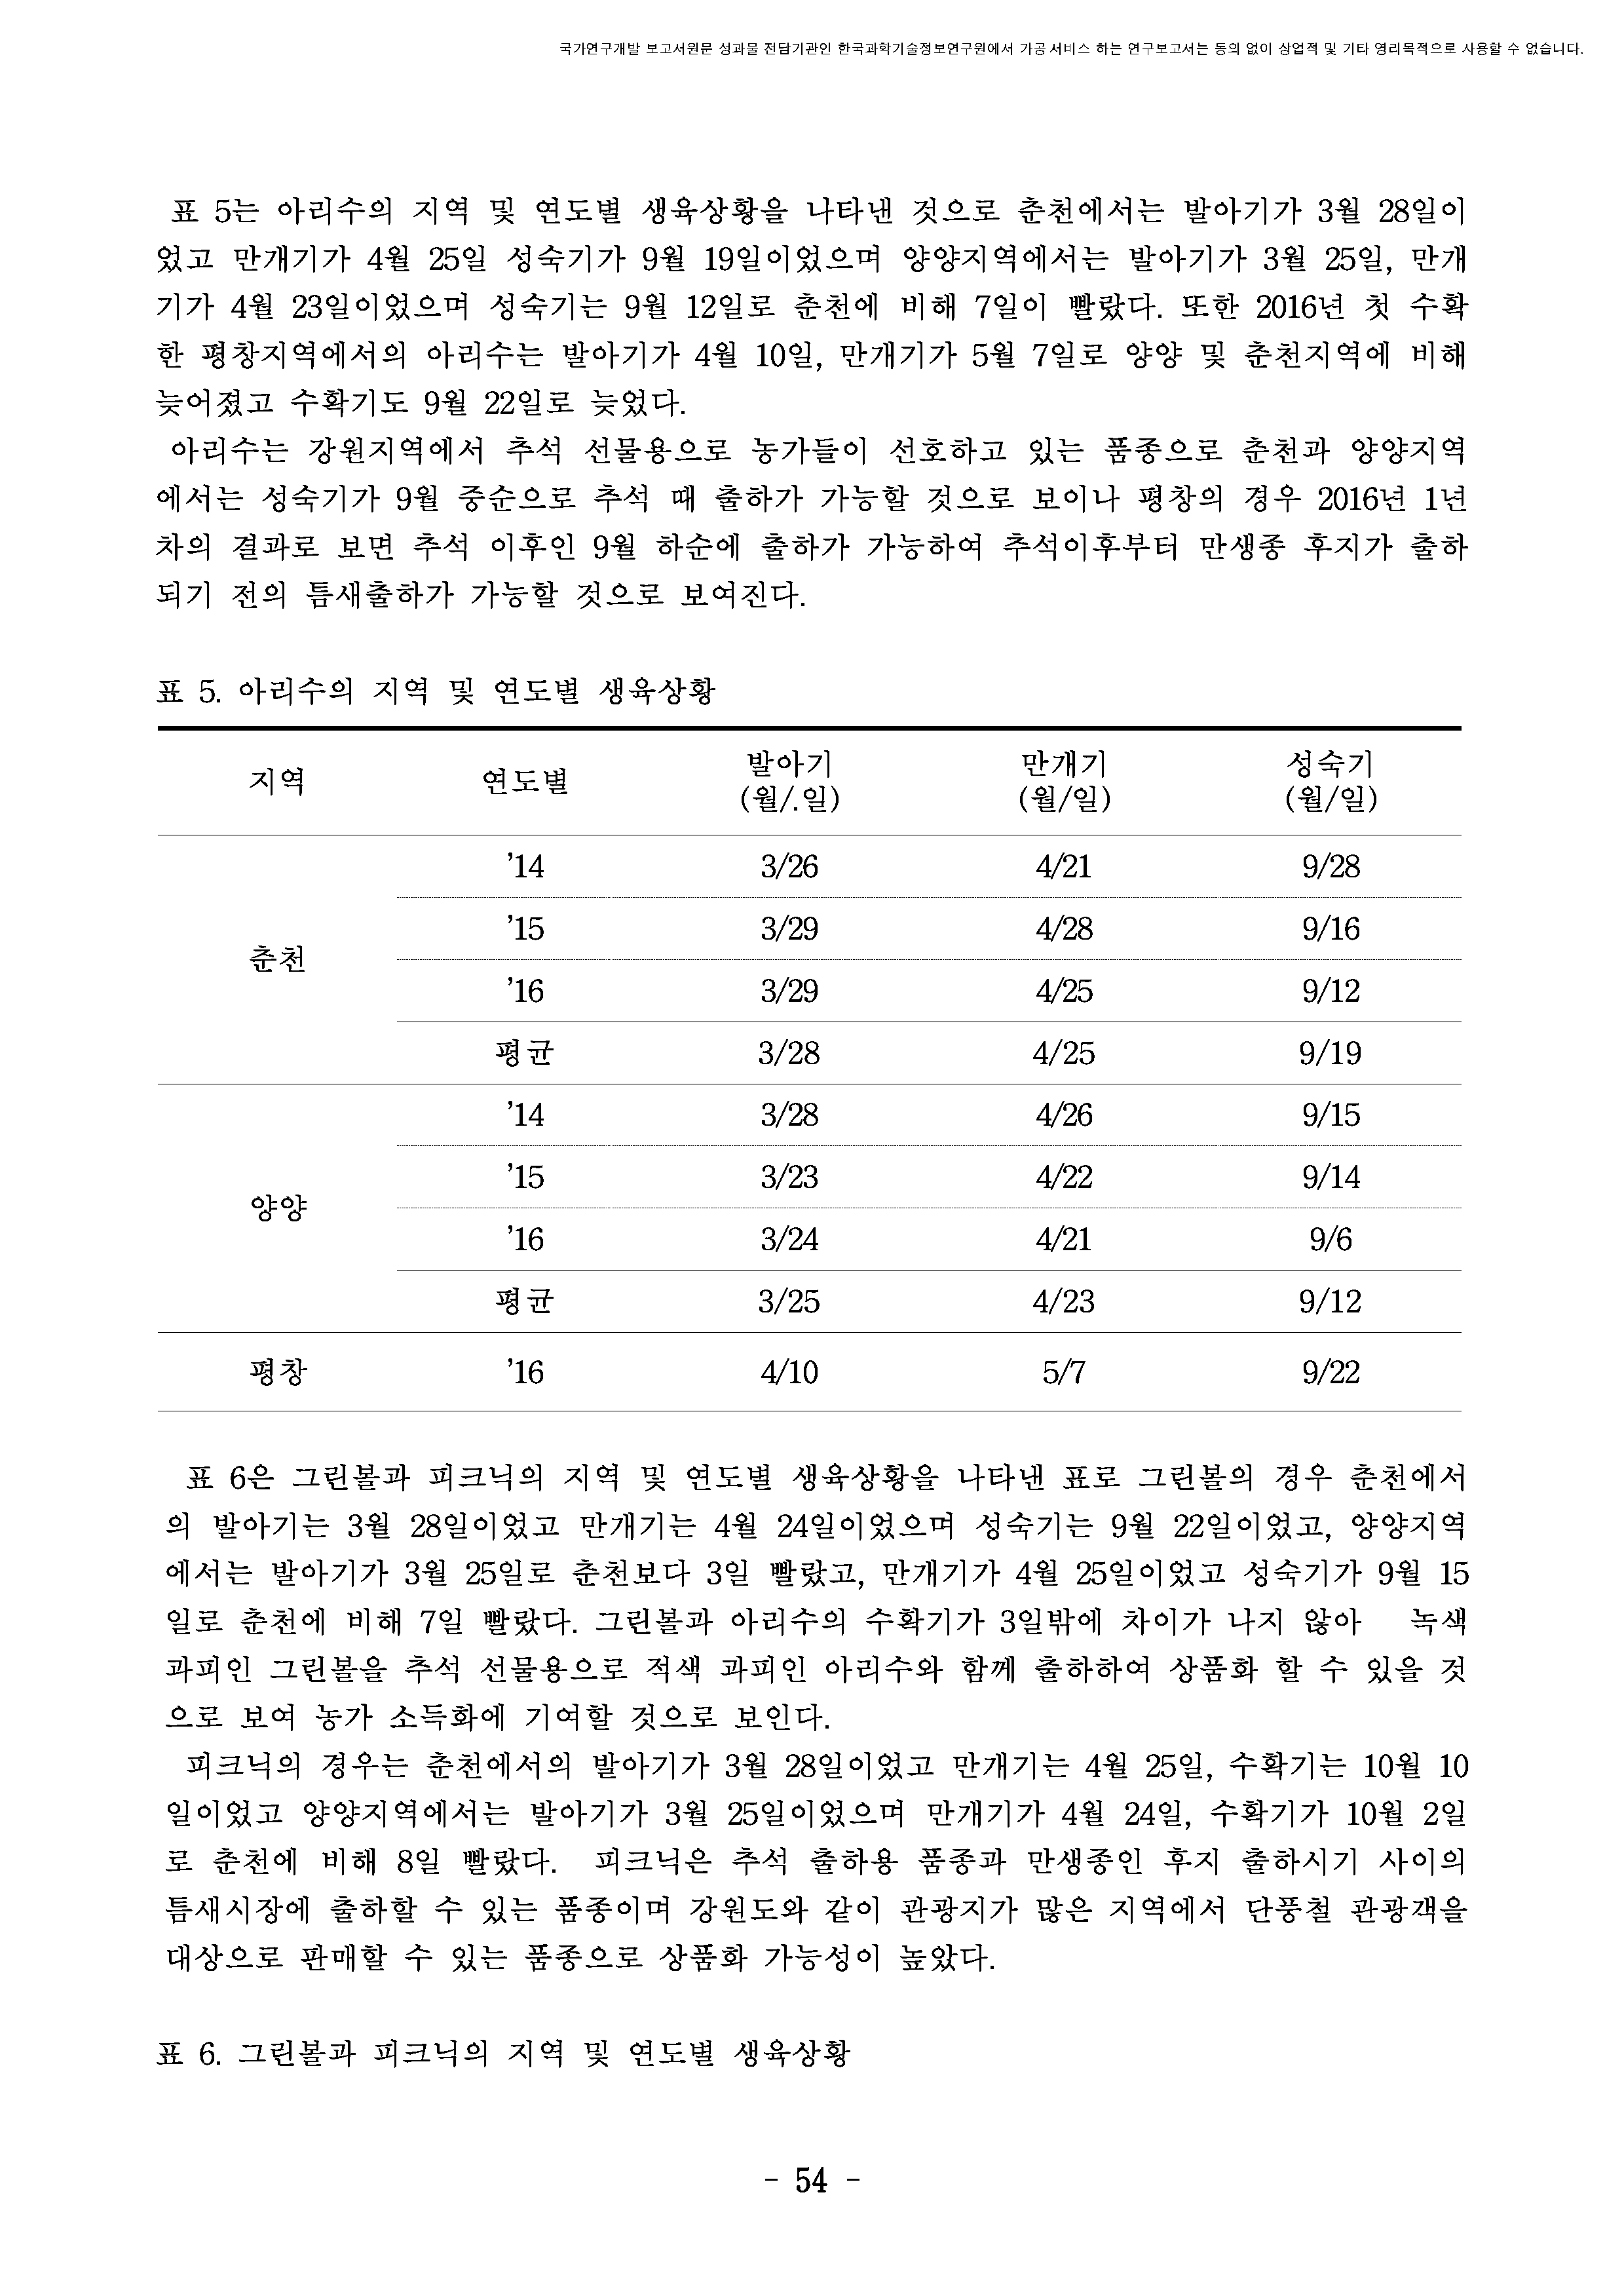 국가연구개발 보고서원문 성과물 전담기관인 한국과학기술정보연구원에서 가공·서비스 하는 연구보고서는 동의 없이 상업적 및 기타 영리목적으로 사용할 수 없습니다.
표 5는 아리수의 지역 및 연도별 생육상황을 나타낸 것으로 춘천에서는 발아기가 3월 28일이
었고 만개기가 4월 25일 성숙기가 9월 19일이었으며 양양지역에서는 발아기가 3월 25일, 만개
기가 4월 23일이었으며 성숙기는 9월 12일로 춘천에 비해 7일이 빨랐다. 또한 2016년 첫 수확
한 평창지역에서의 아리수는 발아기가 4월 10일, 만개기가 5월 7일로 양양 및 춘천지역에 비해
늦어졌고 수확기도 9월 22일로 늦었다.
아리수는 강원지역에서 추석 선물용으로 농가들이 선호하고 있는 품종으로 춘천과 양양지역
에서는 성숙기가 9월 중순으로 추석 때 출하가 가능할 것으로 보이나 평창의 경우 2016년 1년
차의 결과로 보면 추석 이후인 9월 하순에 출하가 가능하여 추석이후부터 만생종 후지가 출하
되기 전의 틈새출하가 가능할 것으로 보여진다.
표 5. 아리수의 지역 및 연도별 생육상황
지역 연도별 발아기 만개기 성숙기
(월/.일) (월/일) (월/일)
’14 3/26 4/21 9/28
’15 3/29 4/28 9/16
춘천
’16 3/29 4/25 9/12
평균 3/28 4/25 9/19
’14 3/28 4/26 9/15
’15 3/23 4/22 9/14
양양
’16 3/24 4/21 9/6
평균 3/25 4/23 9/12
평창 ’16 4/10 5/7 9/22
표 6은 그린볼과 피크닉의 지역 및 연도별 생육상황을 나타낸 표로 그린볼의 경우 춘천에서
의 발아기는 3월 28일이었고 만개기는 4월 24일이었으며 성숙기는 9월 22일이었고, 양양지역
에서는 발아기가 3월 25일로 춘천보다 3일 빨랐고, 만개기가 4월 25일이었고 성숙기가 9월 15
일로 춘천에 비해 7일 빨랐다. 그린볼과 아리수의 수확기가 3일밖에 차이가 나지 않아 녹색
과피인 그린볼을 추석 선물용으로 적색 과피인 아리수와 함께 출하하여 상품화 할 수 있을 것
으로 보여 농가 소득화에 기여할 것으로 보인다.
피크닉의 경우는 춘천에서의 발아기가 3월 28일이었고 만개기는 4월 25일, 수확기는 10월 10
일이었고 양양지역에서는 발아기가 3월 25일이었으며 만개기가 4월 24일, 수확기가 10월 2일
로 춘천에 비해 8일 빨랐다. 피크닉은 추석 출하용 품종과 만생종인 후지 출하시기 사이의
틈새시장에 출하할 수 있는 품종이며 강원도와 같이 관광지가 많은 지역에서 단풍철 관광객을
대상으로 판매할 수 있는 품종으로 상품화 가능성이 높았다.
표 6. 그린볼과 피크닉의 지역 및 연도별 생육상황
- 54 -